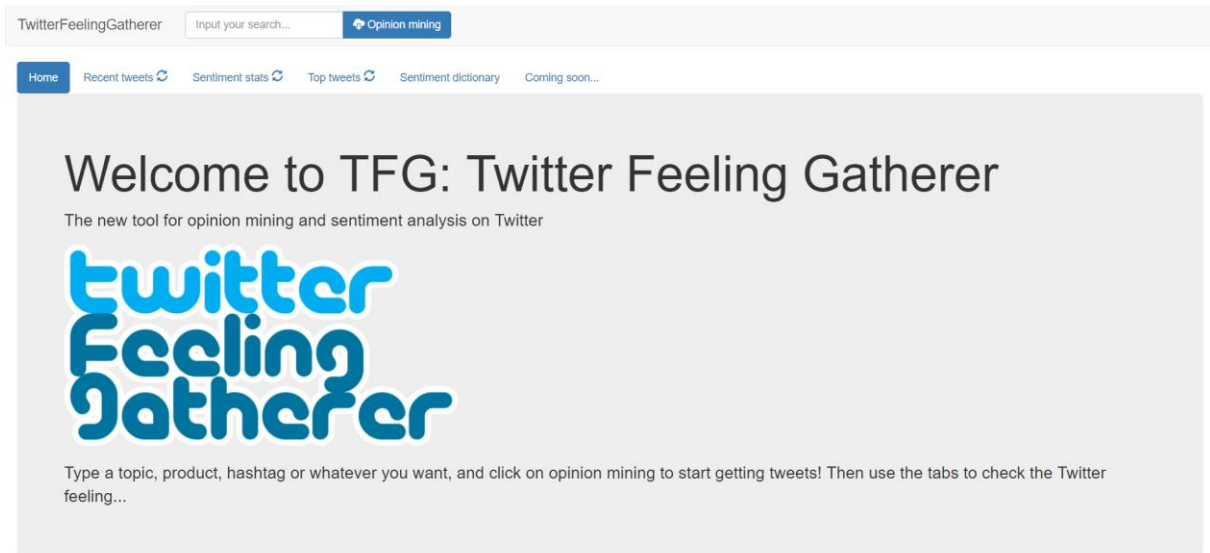 TwitterFeelingGatherer Input your search... Opinion mining
Home Recent tweets Sentiment stats Top tweets Sentiment dictionary Coming soon...
Welcome to TFG: Twitter Feeling Gatherer
The new tool for opinion mining and sentiment analysis on Twitter
twitter
Feeling
gatherer
Type a topic, product, hashtag or whatever you want, and click on opinion mining to start getting tweets! Then use the tabs to check the Twitter
feeling...